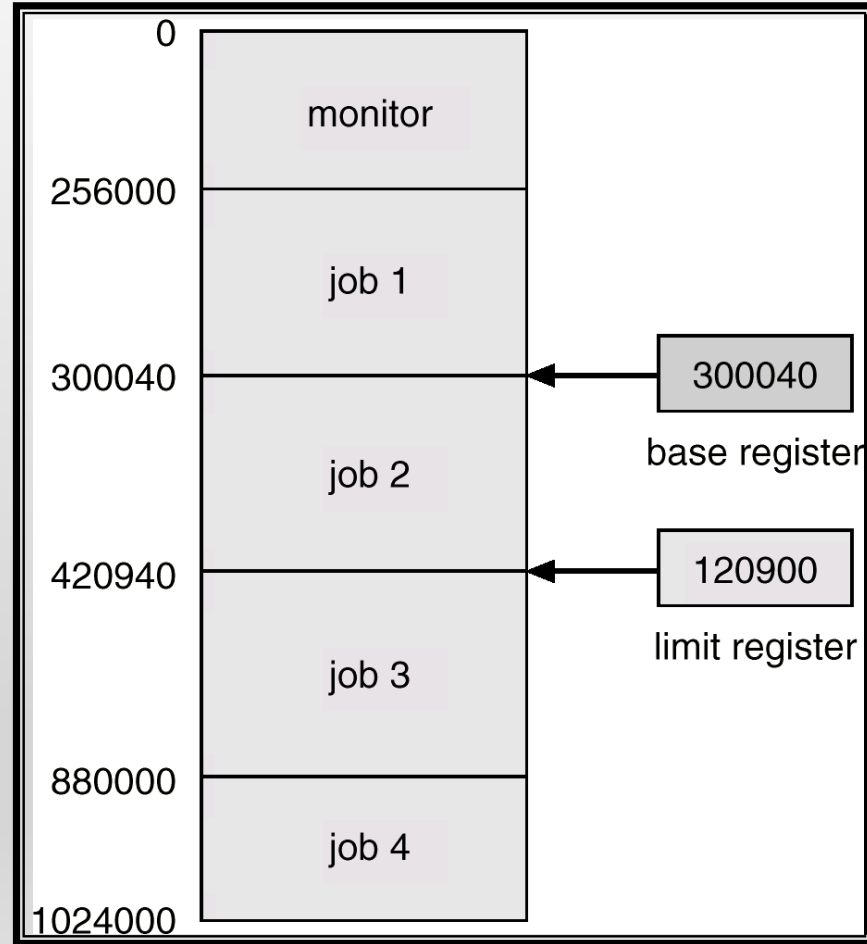 0
monitor
256000
job 1
300040
300040
base register
job 2
420940
120900
limit register
job 3
880000
job 4
1024000